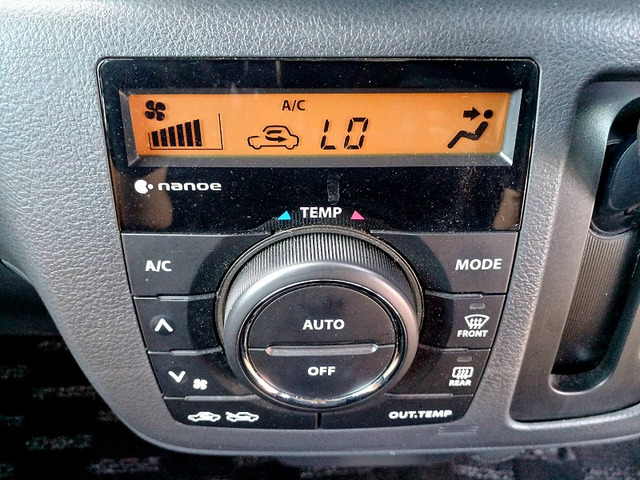 A/C
LO
nanoe
TEMP
A/C
MODE
AUTO
FRONT
OFF
REAR
OUT.TEMP